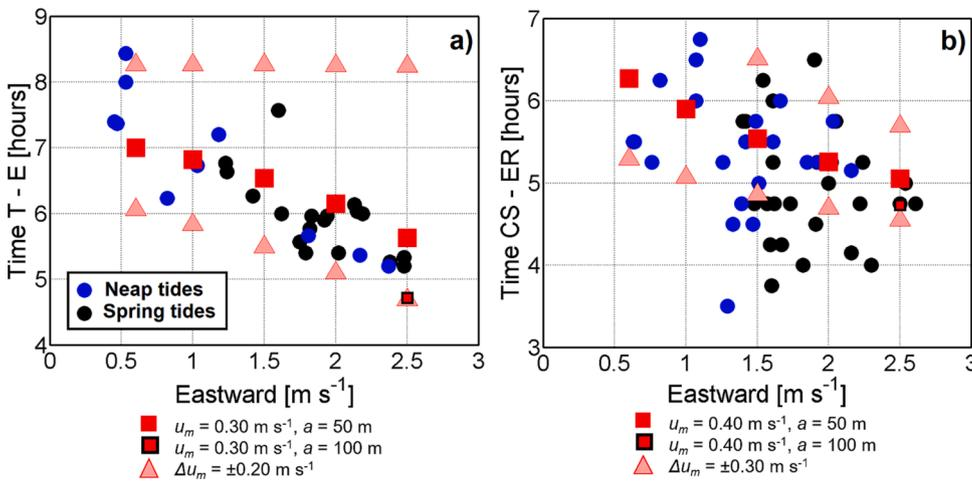 9
8
7
6
5
4
0
0.5
1
1.5
2
2.5
3
Time T - E [hours]
Eastward [m s⁻¹]
a)
Neap tides
Spring tides
uₘ = 0.30 m s⁻¹, a = 50 m
uₘ = 0.30 m s⁻¹, a = 100 m
Δuₘ = ±0.20 m s⁻¹
7
6
5
4
3
0
0.5
1
1.5
2
2.5
3
Time CS - ER [hours]
Eastward [m s⁻¹]
b)
uₘ = 0.40 m s⁻¹, a = 50 m
uₘ = 0.40 m s⁻¹, a = 100 m
Δuₘ = ±0.30 m s⁻¹